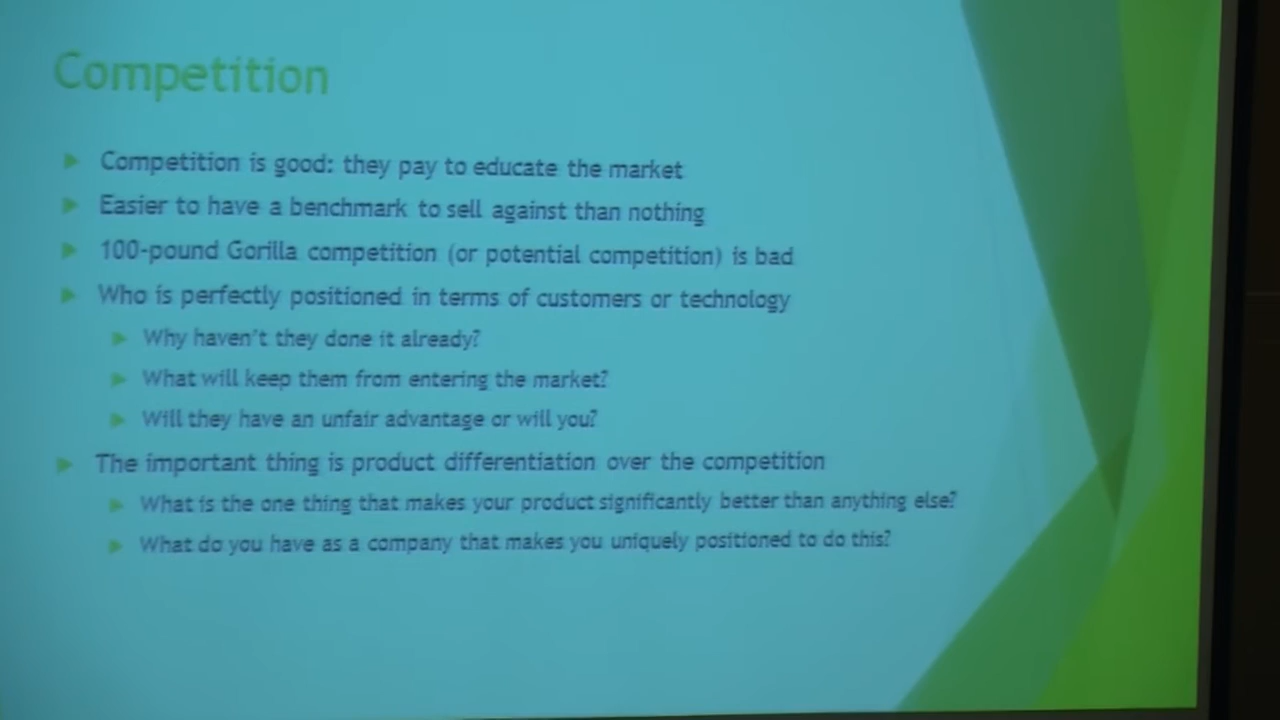 Competition
Competition is good: they pay to educate the market
Easier to have a benchmark to sell against than nothing
100-pound Gorilla competition (or potential competition) is bad
Who is perfectly positioned in terms of customers or technology
Why haven't they done it already?
What will keep them from entering the market?
Will they have an unfair advantage or will you?
The important thing is product differentiation over the competition
What is the one thing that makes your product significantly better than anything else?
What do you have as a company that makes you uniquely positioned to do this?